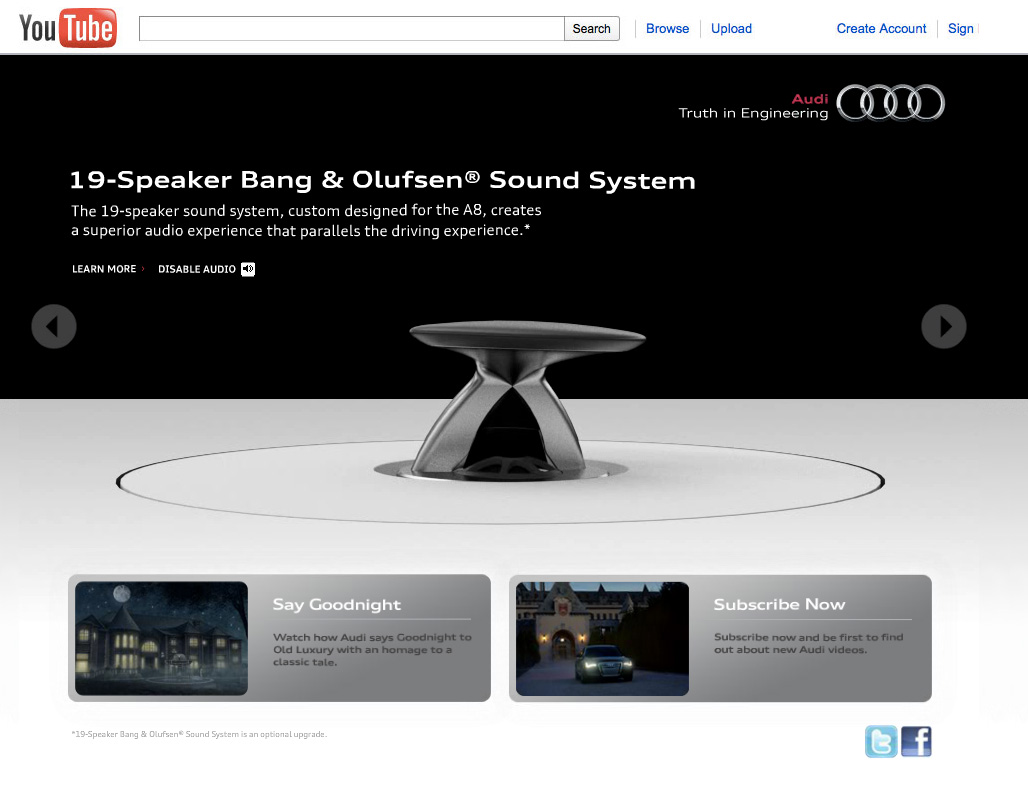 YouTube
Search
Browse
Upload
Create Account
Sign
Audi
Truth in Engineering
19-Speaker Bang & Olufsen® Sound System
The 19-speaker sound system, custom designed for the A8, creates
a superior audio experience that parallels the driving experience.*
LEARN MORE ›
DISABLE AUDIO
Say Goodnight
Watch how Audi says Goodnight to
Old Luxury with an homage to a
classic tale.
Subscribe Now
Subscribe now and be first to find
out about new Audi videos.
*19-Speaker Bang & Olufsen® Sound System is an optional upgrade.